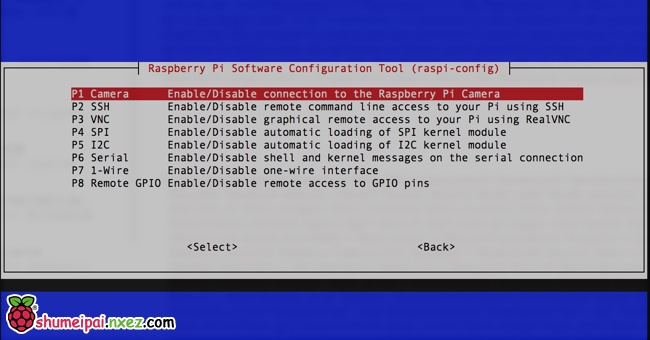 Raspberry Pi Software Configuration Tool (raspi-config)
P1 Camera Enable/Disable connection to the Raspberry Pi Camera
P2 SSH Enable/Disable remote command line access to your Pi using SSH
P3 VNC Enable/Disable graphical remote access to your Pi using RealVNC
P4 SPI Enable/Disable automatic loading of SPI kernel module
P5 I2C Enable/Disable automatic loading of I2C kernel module
P6 Serial Enable/Disable shell and kernel messages on the serial connection
P7 1-Wire Enable/Disable one-wire interface
P8 Remote GPIO Enable/Disable remote access to GPIO pins
<Select> <Back>
shumeipai.nxez.com